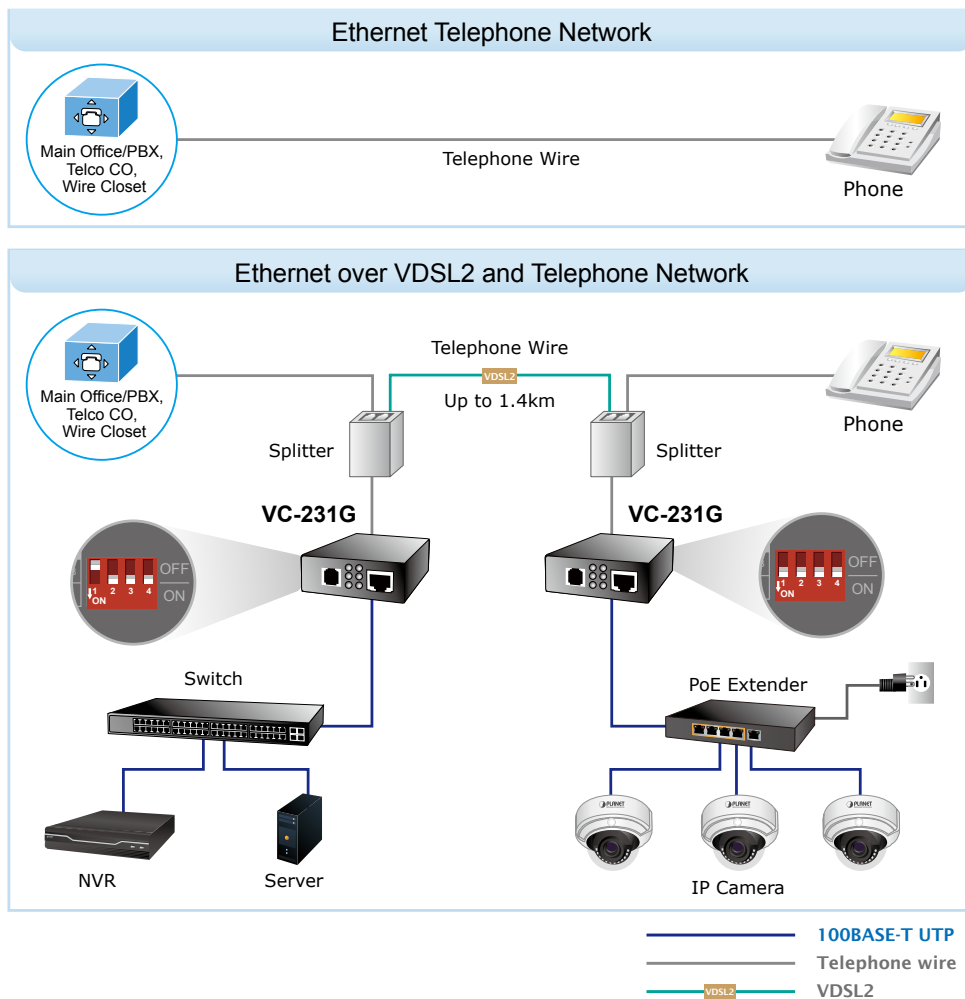 Ethernet Telephone Network
Main Office/PBX,
Telco CO,
Wire Closet
Telephone Wire
Phone
Ethernet over VDSL2 and Telephone Network
Main Office/PBX,
Telco CO,
Wire Closet
Telephone Wire
VDSL2
Up to 1.4km
Phone
Splitter
Splitter
VC-231G
VC-231G
OFF
ON
1 2 3 4
ON
OFF
ON
1 2 3 4
ON
Switch
PoE Extender
NVR
Server
PLANET
PLANET
PLANET
IP Camera
100BASE-T UTP
Telephone wire
VDSL2
VDSL2